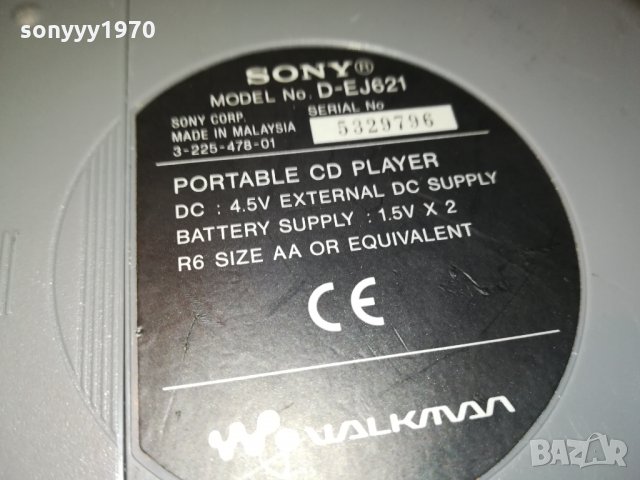 sonyyy1970
SONY®
MODEL No. D-EJ621
SONY CORP. SERIAL No
MADE IN MALAYSIA 5329796
3-225-478-01
PORTABLE CD PLAYER
DC : 4.5V EXTERNAL DC SUPPLY
BATTERY SUPPLY : 1.5V X 2
R6 SIZE AA OR EQUIVALENT
CE
WALKMAN
BAZAR